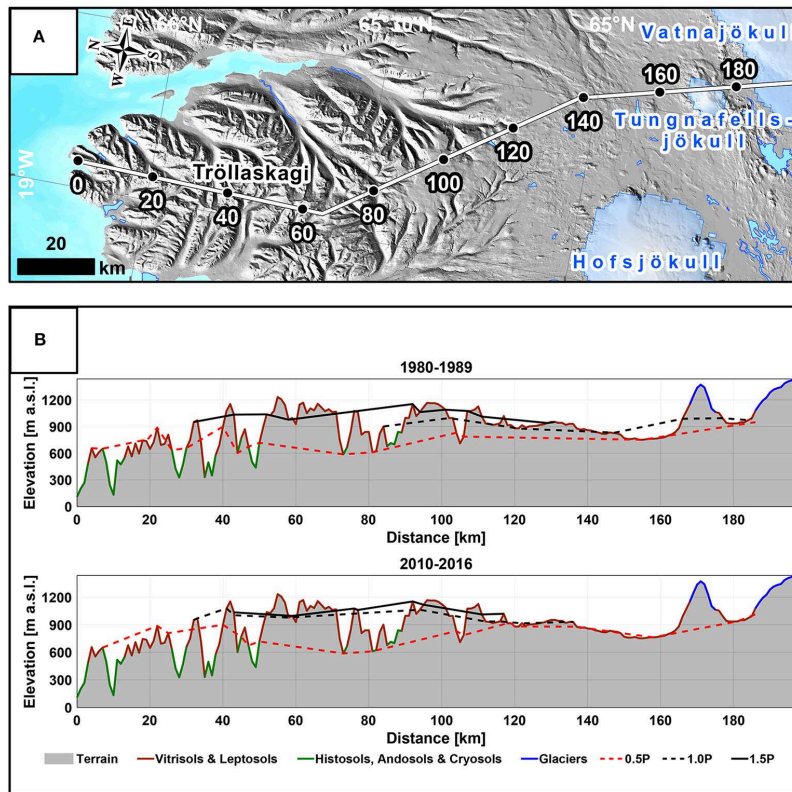 A
N
E
S
W
66°N
65°30'N
65°N
Vatnajökull
160
180
140
Tungnafells-
jökull
120
100
19°W
0
20
Tröllaskagi
40
60
80
20
km
Hofsjökull
B
1980-1989
Elevation [m a.s.l.]
1200
900
600
300
0
0 20 40 60 80 100 120 140 160 180
Distance [km]
2010-2016
Elevation [m a.s.l.]
1200
900
600
300
0
0 20 40 60 80 100 120 140 160 180
Distance [km]
Terrain Vitrisols & Leptosols Histosols, Andosols & Cryosols Glaciers 0.5P 1.0P 1.5P